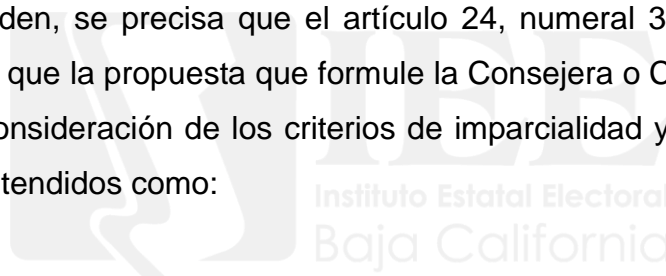 den, se precisa que el artículo 24, numeral 3
que la propuesta que formule la Consejera o C
onsideración de los criterios de imparcialidad y
tendidos como:
IEE
Instituto Estatal Electoral
Baja California